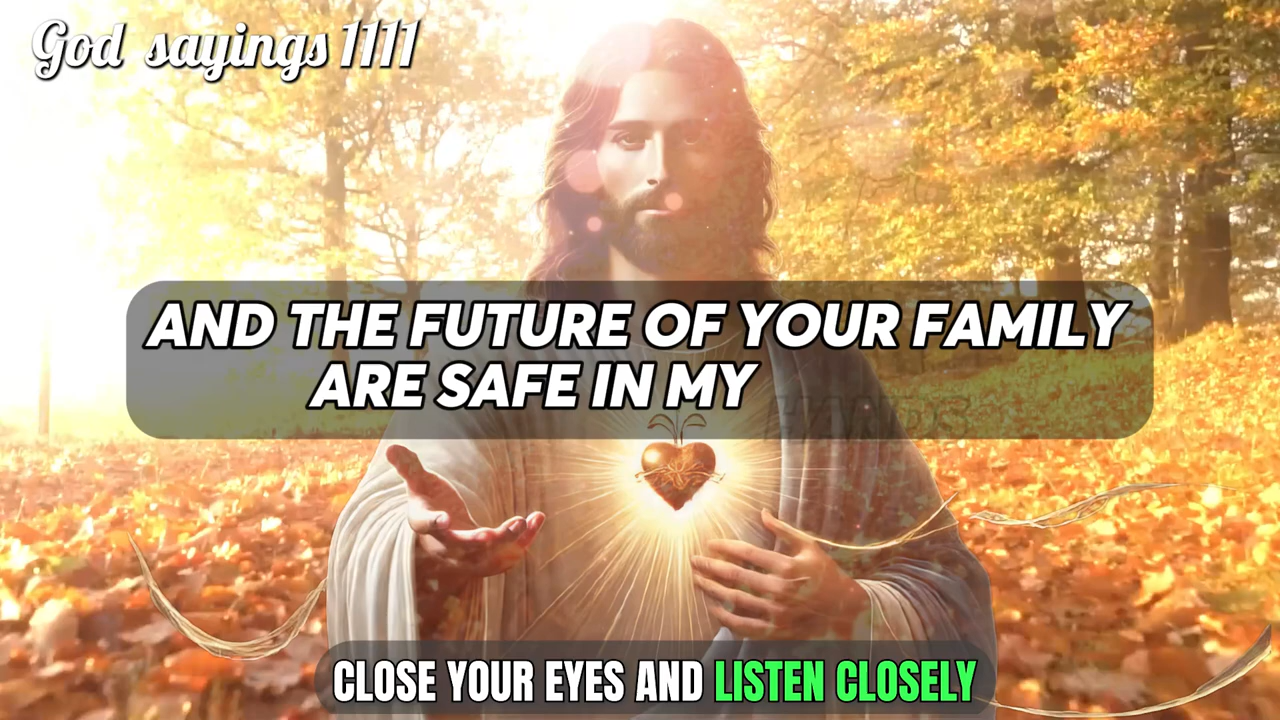 God sayings 1111
AND THE FUTURE OF YOUR FAMILY
ARE SAFE IN MY HANDS
CLOSE YOUR EYES AND LISTEN CLOSELY